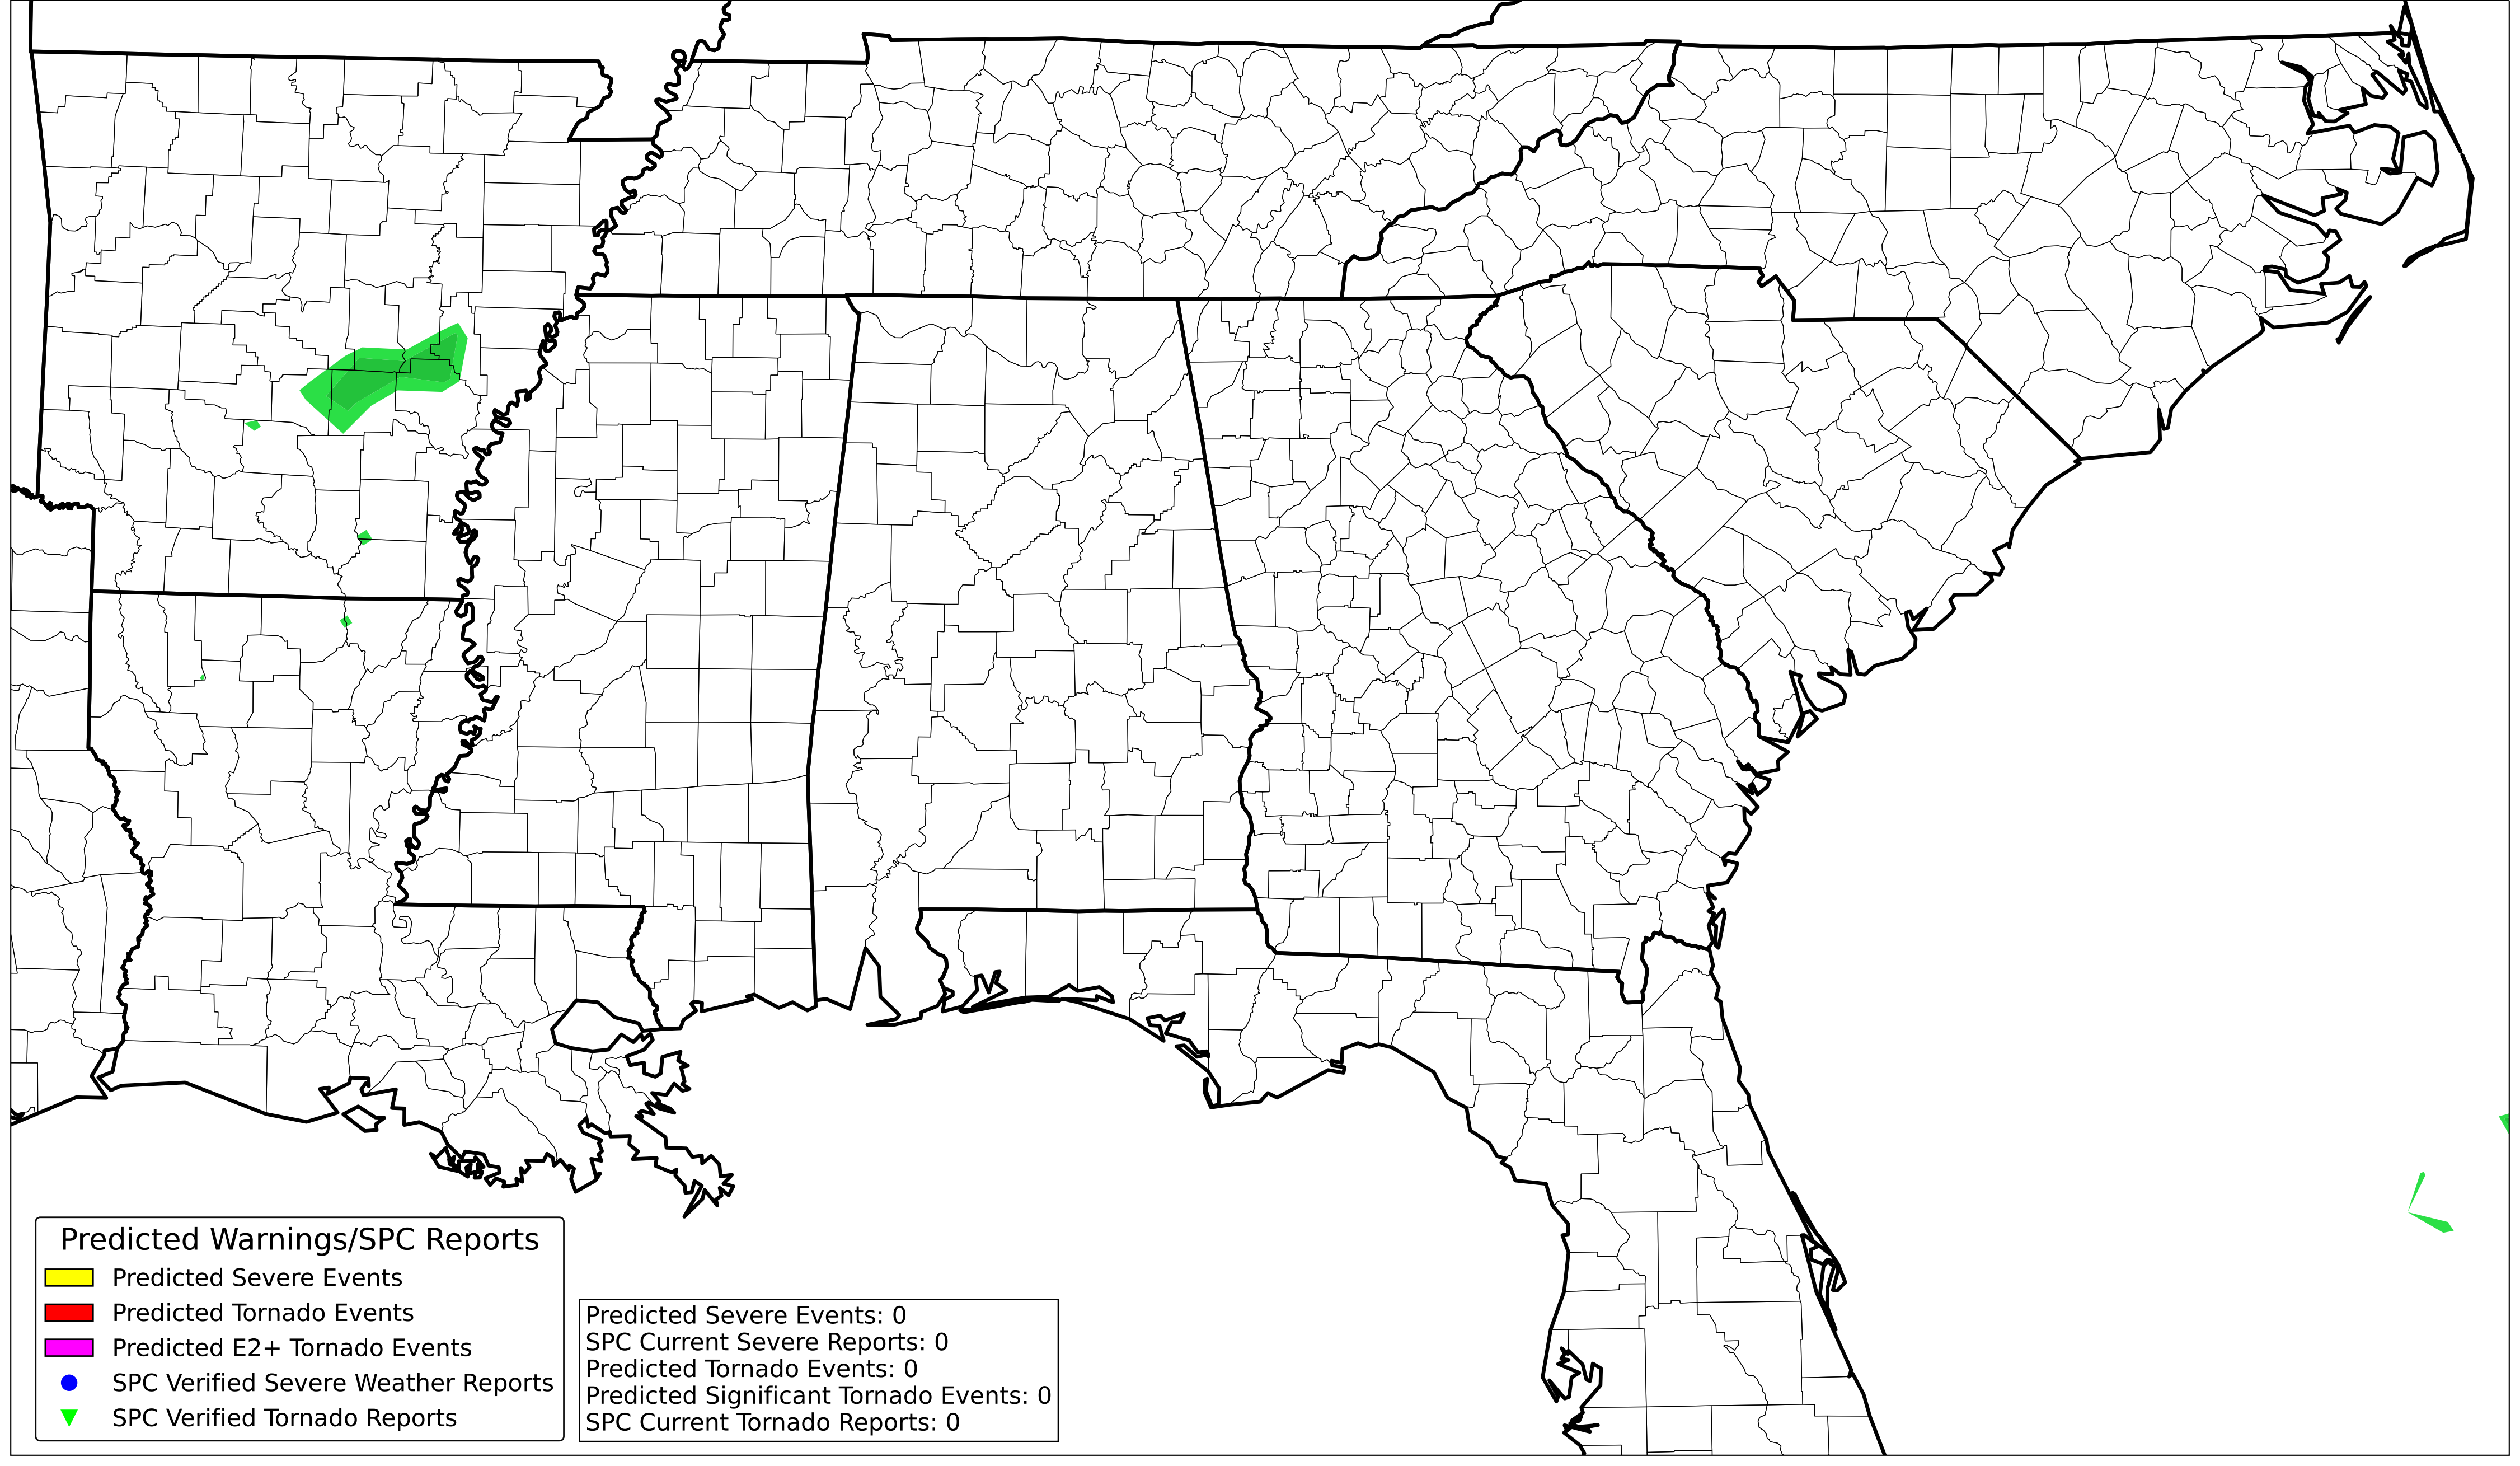 Predicted Warnings/SPC Reports
Predicted Severe Events
Predicted Tornado Events
Predicted E2+ Tornado Events
SPC Verified Severe Weather Reports
SPC Verified Tornado Reports
Predicted Severe Events: 0
SPC Current Severe Reports: 0
Predicted Tornado Events: 0
Predicted Significant Tornado Events: 0
SPC Current Tornado Reports: 0